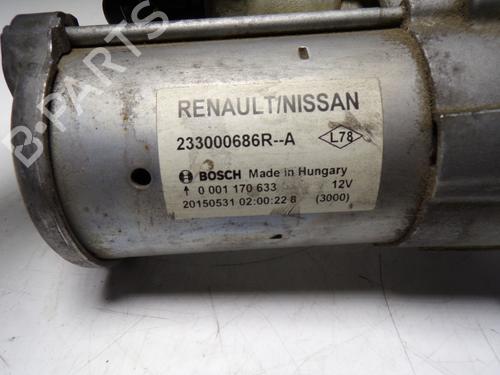 RENAULT/NISSAN
233000686R--A L78
BOSCH Made in Hungary
0 001 170 633 12V
20150531 02:00:22 8 (3000)
B-PARTS